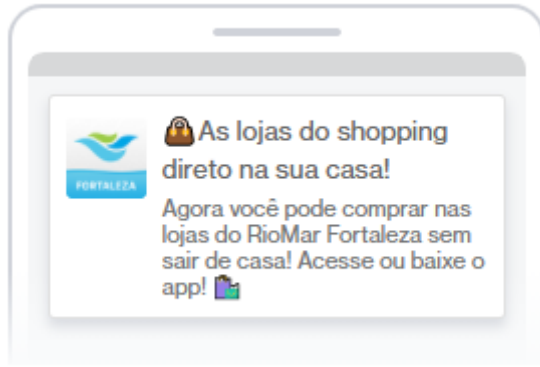 FORTALEZA
👜As lojas do shopping
direto na sua casa!
Agora você pode comprar nas
lojas do RioMar Fortaleza sem
sair de casa! Acesse ou baixe o
app! 🛍️